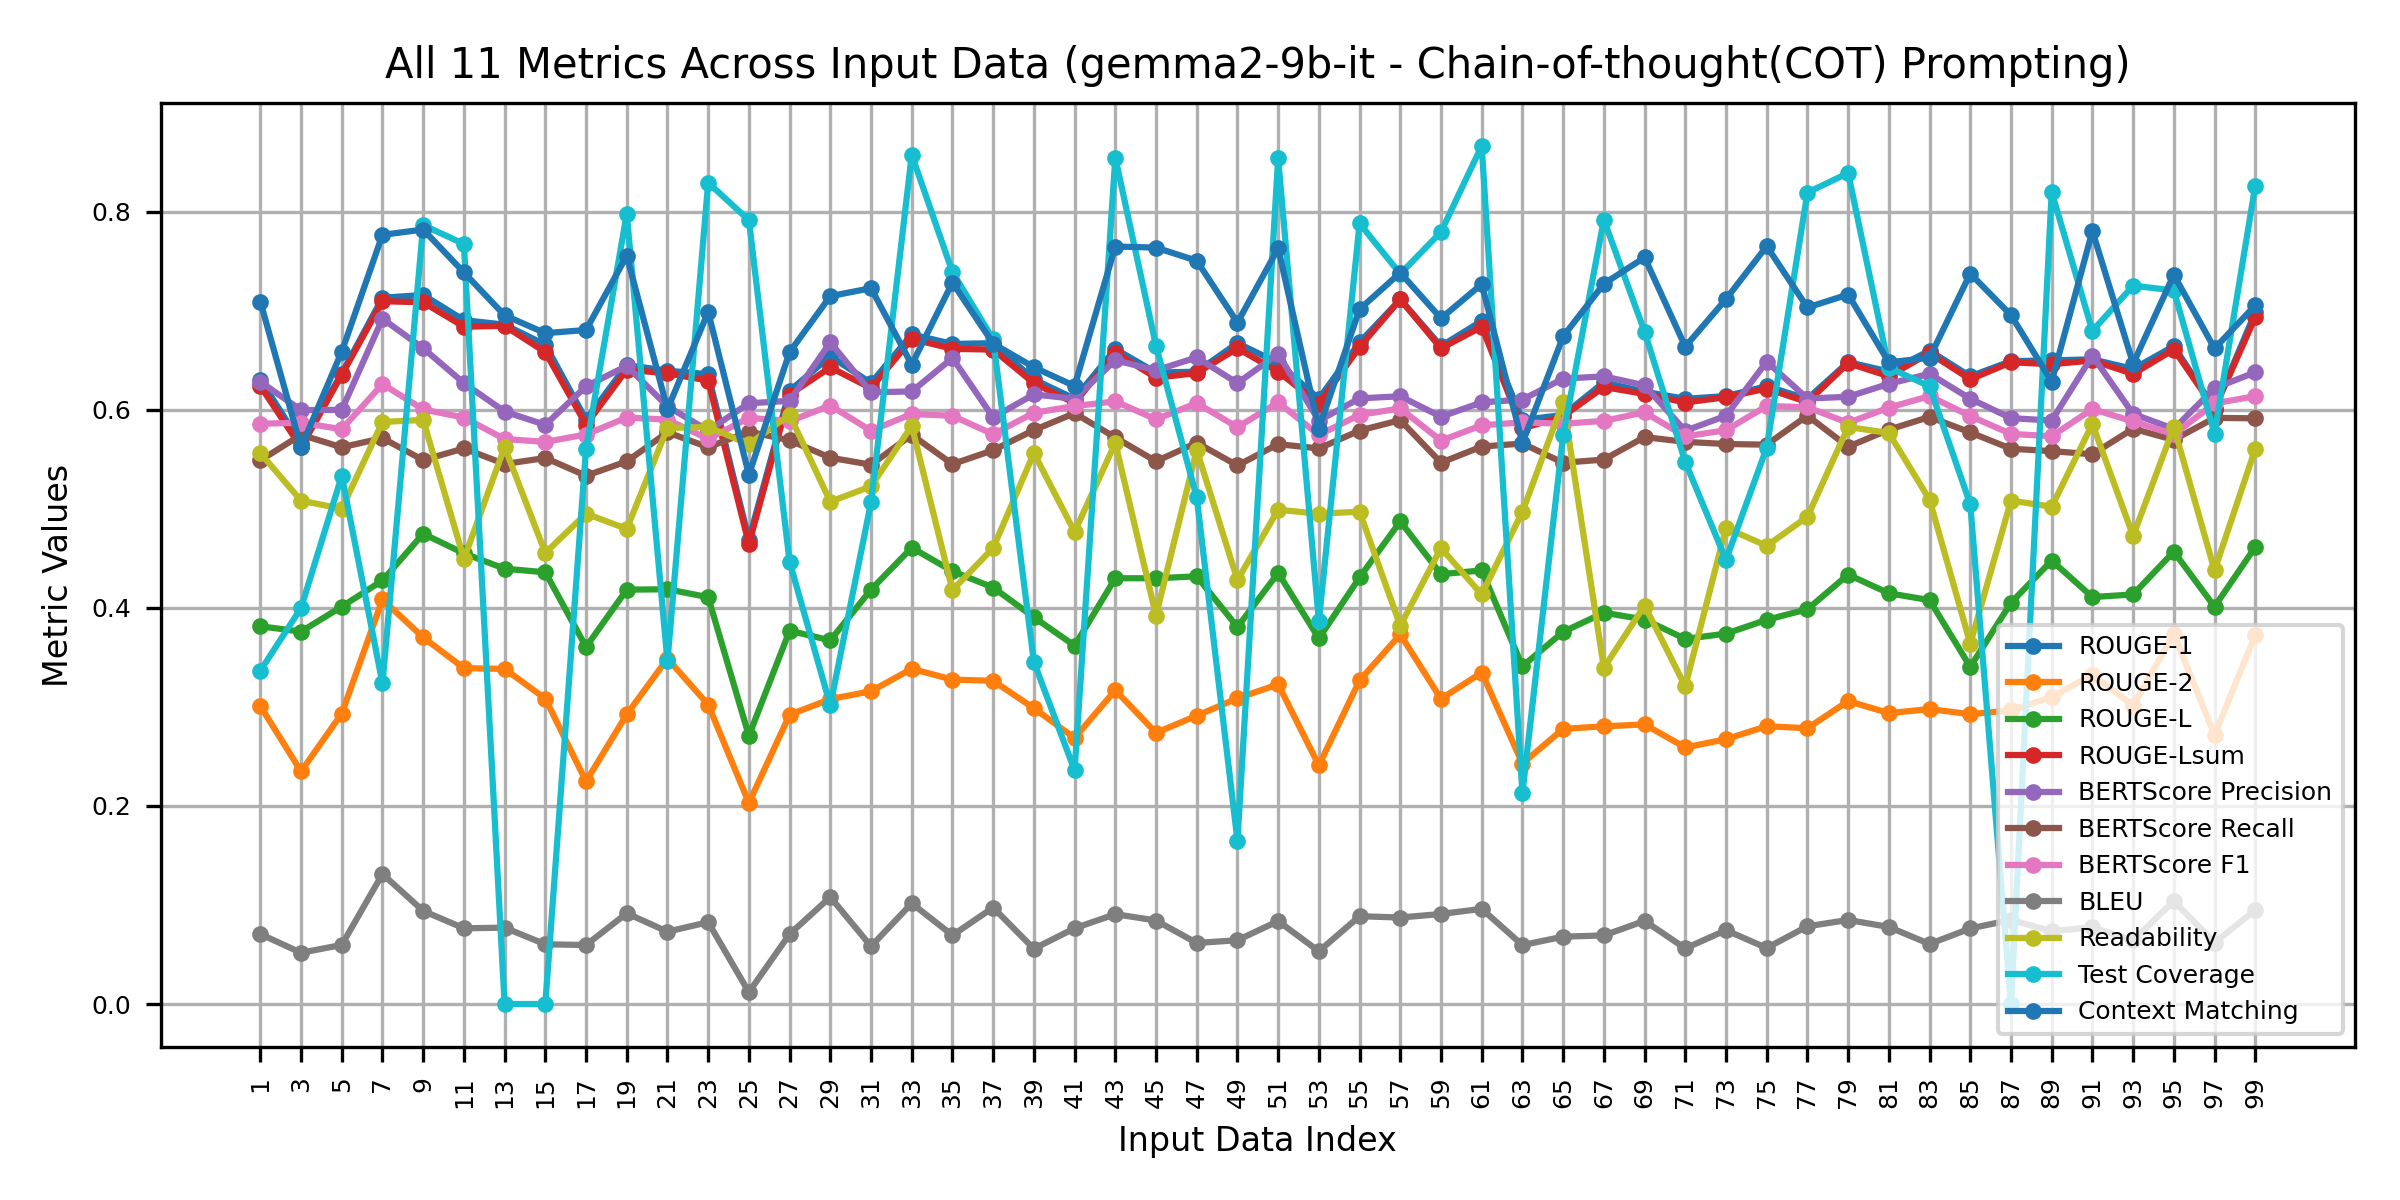 All 11 Metrics Across Input Data (gemma2-9b-it - Chain-of-thought(COT) Prompting)
Metric Values
0.8
0.6
0.4
0.2
0.0
ROUGE-1
ROUGE-2
ROUGE-L
ROUGE-Lsum
BERTScore Precision
BERTScore Recall
BERTScore F1
BLEU
Readability
Test Coverage
Context Matching
1 3 5 7 9 11 13 15 17 19 21 23 25 27 29 31 33 35 37 39 41 43 45 47 49 51 53 55 57 59 61 63 65 67 69 71 73 75 77 79 81 83 85 87 89 91 93 95 97 99
Input Data Index